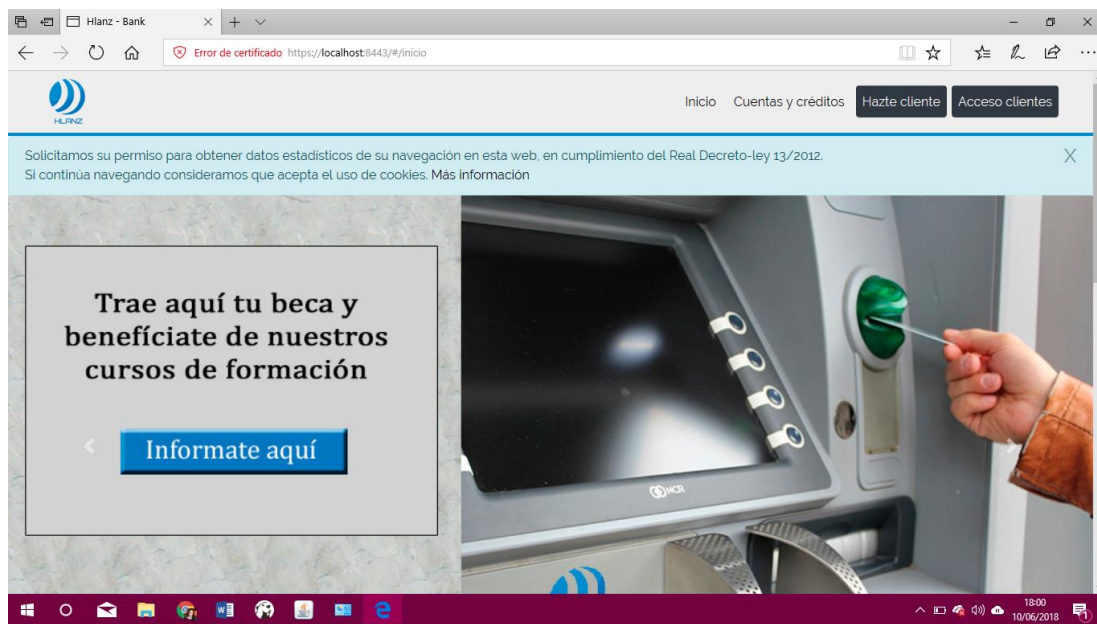 Hlanz - Bank
Error de certificado https://localhost:8443/#/inicio
HLANZ
Inicio Cuentas y créditos Hazte cliente Acceso clientes
Solicitamos su permiso para obtener datos estadísticos de su navegación en esta web, en cumplimiento del Real Decreto-ley 13/2012.
X
Si continúa navegando consideramos que acepta el uso de cookies. Más información
Trae aquí tu beca y
benefíciate de nuestros
cursos de formación
Informate aquí
NCR
18:00
10/06/2018
1